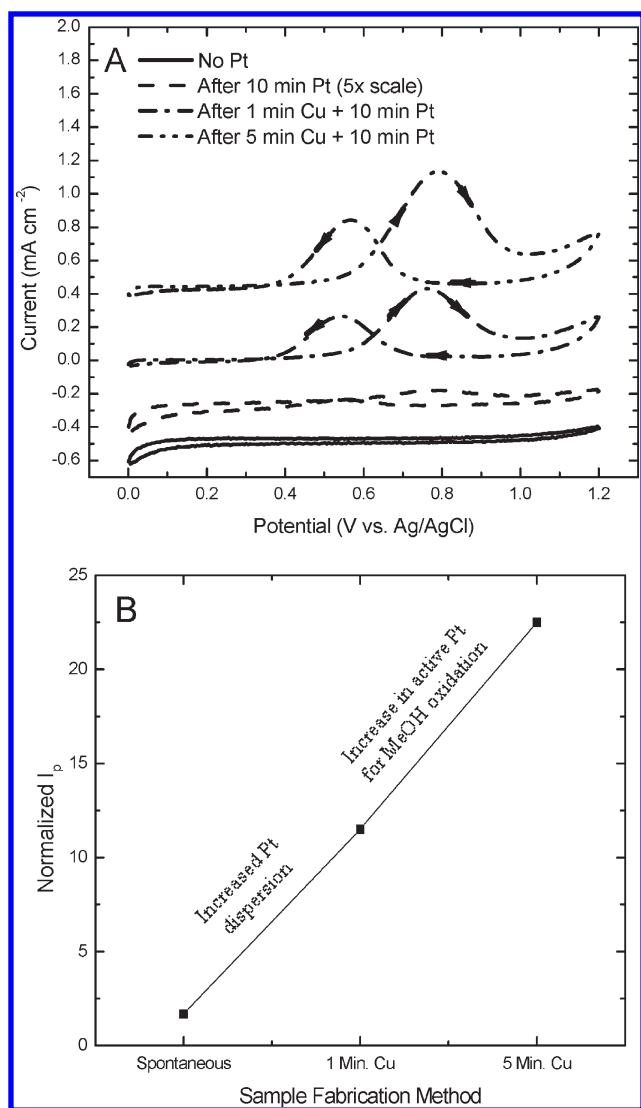 A
No Pt
After 10 min Pt (5x scale)
After 1 min Cu + 10 min Pt
After 5 min Cu + 10 min Pt
2.0
1.8
1.6
1.4
1.2
1.0
0.8
0.6
0.4
0.2
0.0
-0.2
-0.4
-0.6
Current (mA cm⁻²)
0.0 0.2 0.4 0.6 0.8 1.0 1.2
Potential (V vs. Ag/AgCl)
B
25
20
15
10
5
0
Normalized Iₚ
Increased Pt
dispersion
Increase in active Pt
for MeOH oxidation
Spontaneous 1 Min. Cu 5 Min. Cu
Sample Fabrication Method